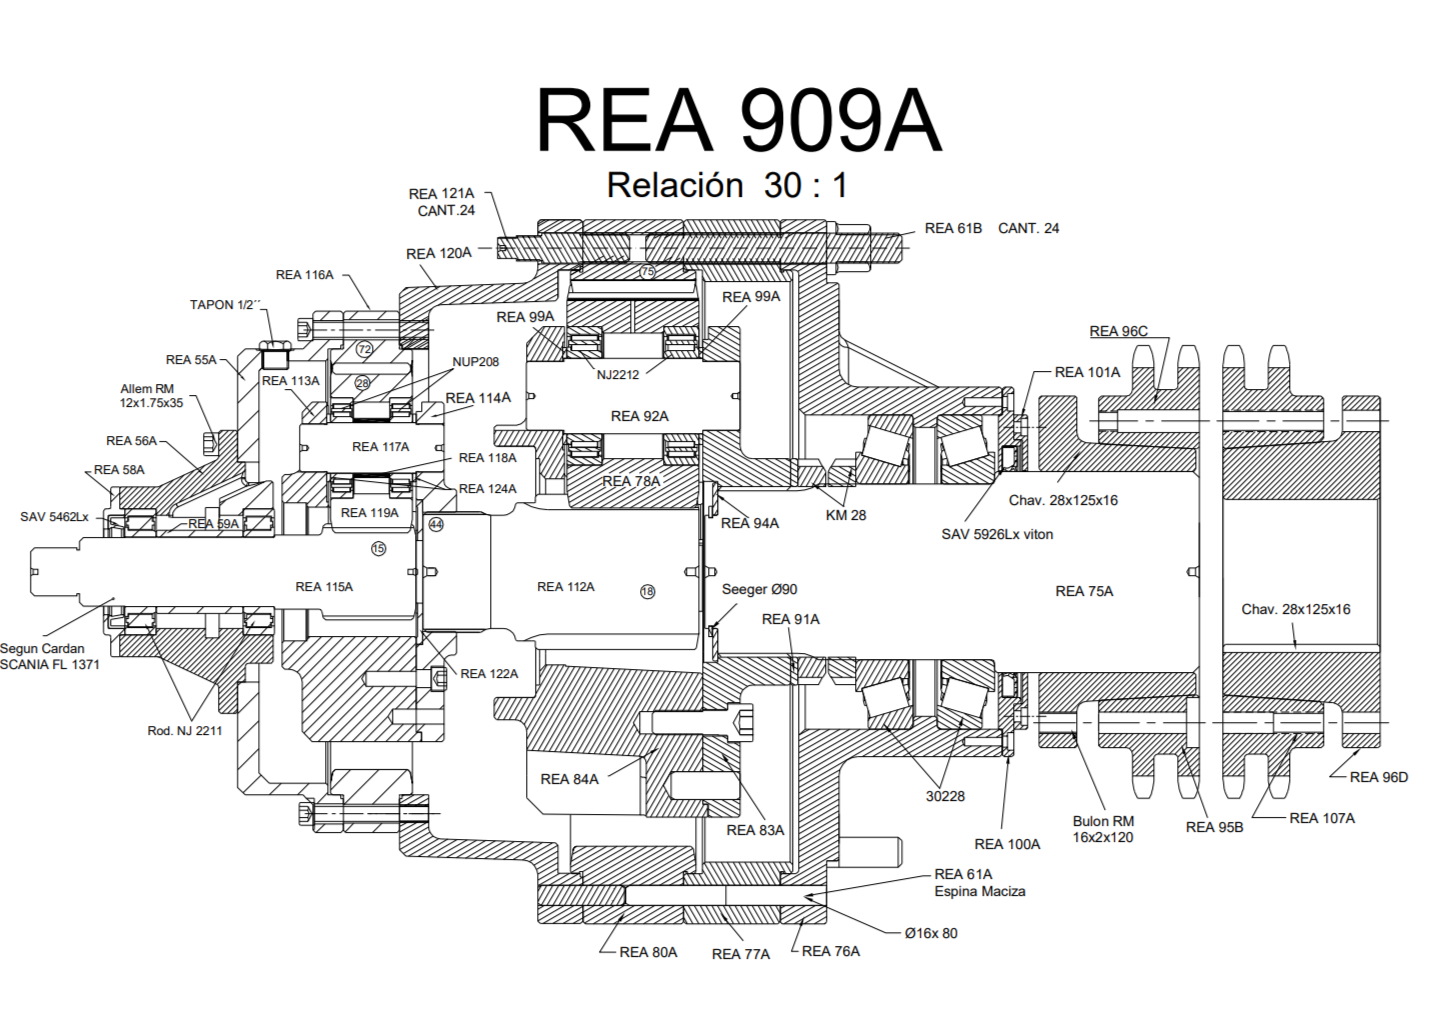 REA 909A
Relación 30 : 1
REA 121A
CANT.24
REA 61B CANT. 24
REA 120A
REA 116A
75
REA 99A
REA 99A
TAPON 1/2´´
REA 96C
72
REA 55A
NUP208
NJ2212
REA 101A
REA 113A
28
Allem RM
12x1.75x35
REA 114A
REA 92A
REA 56A
REA 117A
REA 118A
REA 58A
REA 78A
REA 124A
Chav. 28x125x16
SAV 5462Lx
REA 59A
REA 119A
44
REA 94A
KM 28
SAV 5926Lx viton
15
REA 115A
REA 112A
18
Seeger Ø90
REA 75A
Chav. 28x125x16
REA 91A
Segun Cardan
SCANIA FL 1371
REA 122A
Rod. NJ 2211
REA 84A
REA 96D
30228
REA 83A
Bulon RM
16x2x120
REA 95B
REA 107A
REA 100A
REA 61A
Espina Maciza
Ø16x 80
REA 80A
REA 77A
REA 76A